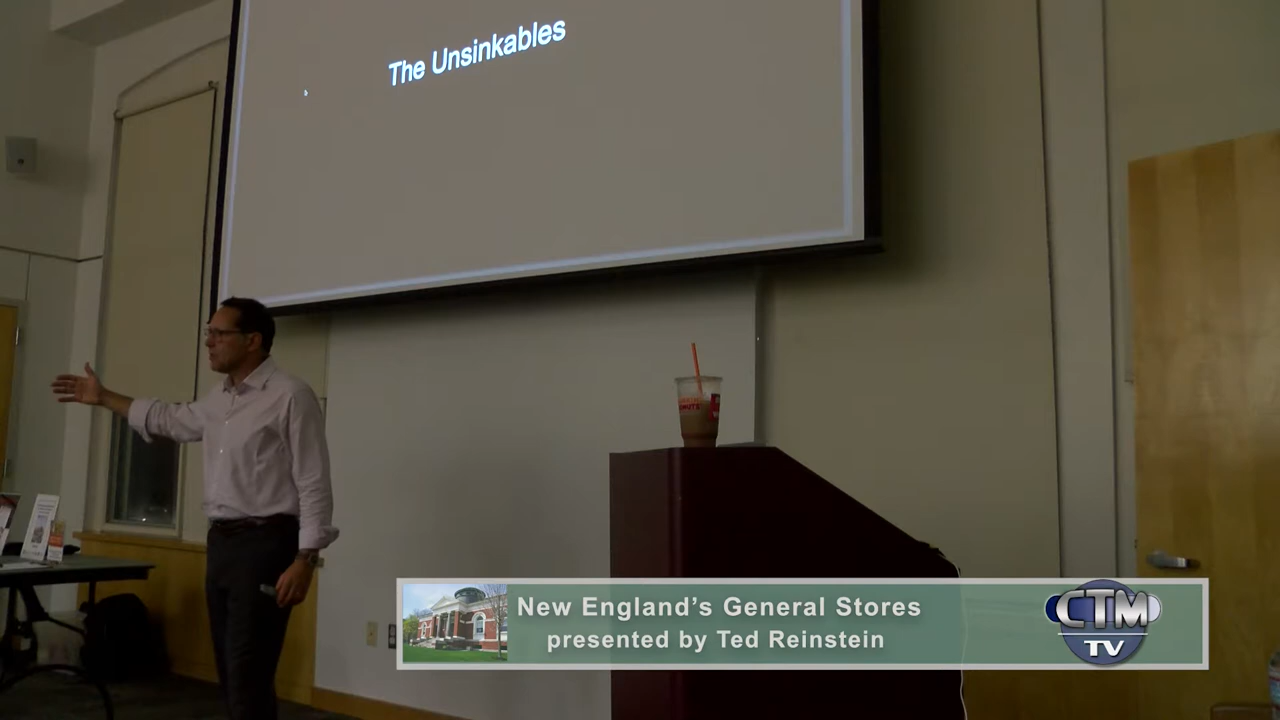 The Unsinkables
New England's General Stores
presented by Ted Reinstein
CTM
TV